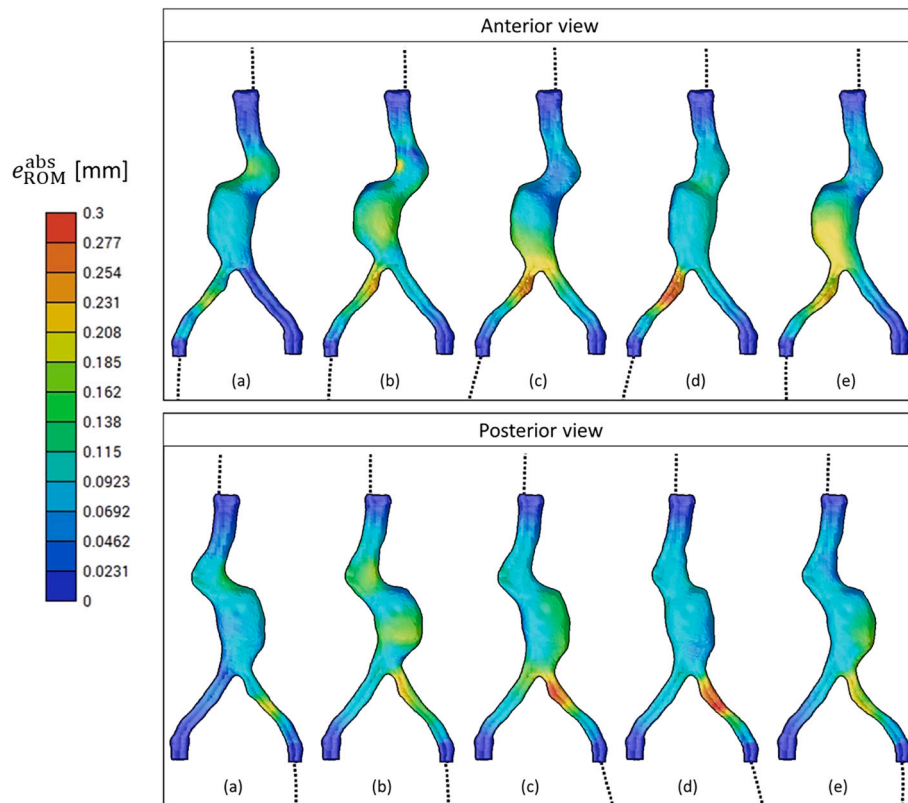 Anterior view
e_ROM^abs [mm]
0.3
0.277
0.254
0.231
0.208
0.185
0.162
0.138
0.115
0.0923
0.0692
0.0462
0.0231
0
(a) (b) (c) (d) (e)
Posterior view
(a) (b) (c) (d) (e)